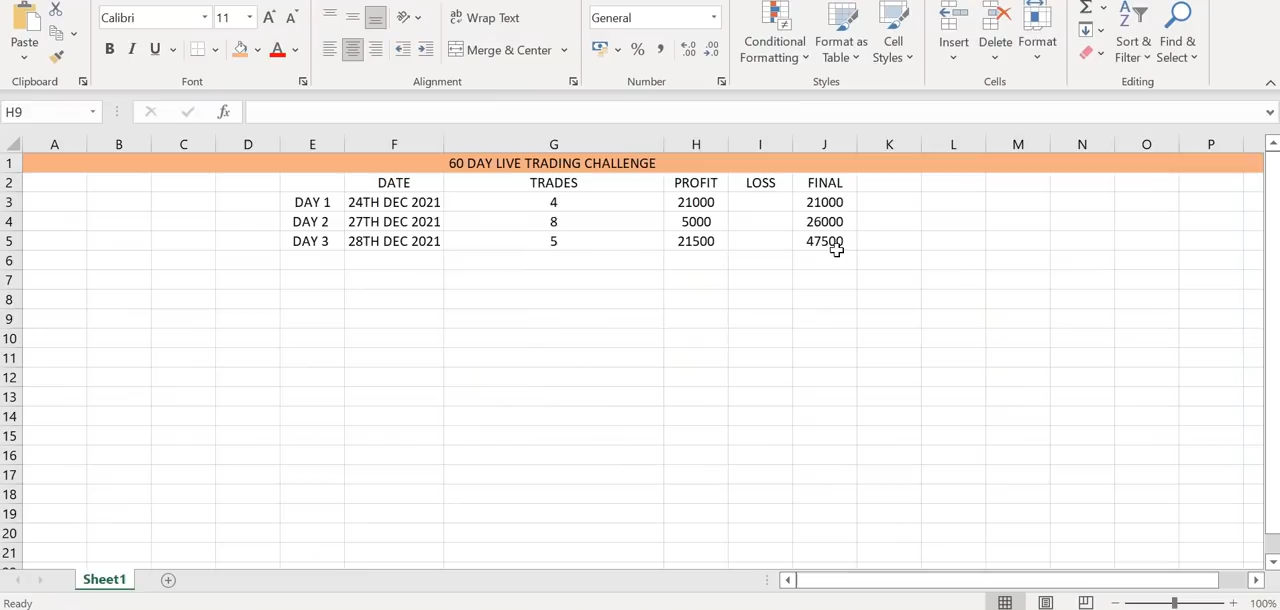 Calibri 11 A A Wrap Text General
Paste B I U Merge & Center % , Conditional Formatting Format as Table Cell Styles Insert Delete Format Sort & Filter Find & Select
Clipboard Font Alignment Number Styles Cells Editing
H9 fx
A B C D E F G H I J K L M N O P
1 60 DAY LIVE TRADING CHALLENGE
2 DATE TRADES PROFIT LOSS FINAL
3 DAY 1 24TH DEC 2021 4 21000 21000
4 DAY 2 27TH DEC 2021 8 5000 26000
5 DAY 3 28TH DEC 2021 5 21500 47500
6
7
8
9
10
11
12
13
14
15
16
17
18
19
20
21
Sheet1
Ready 100%